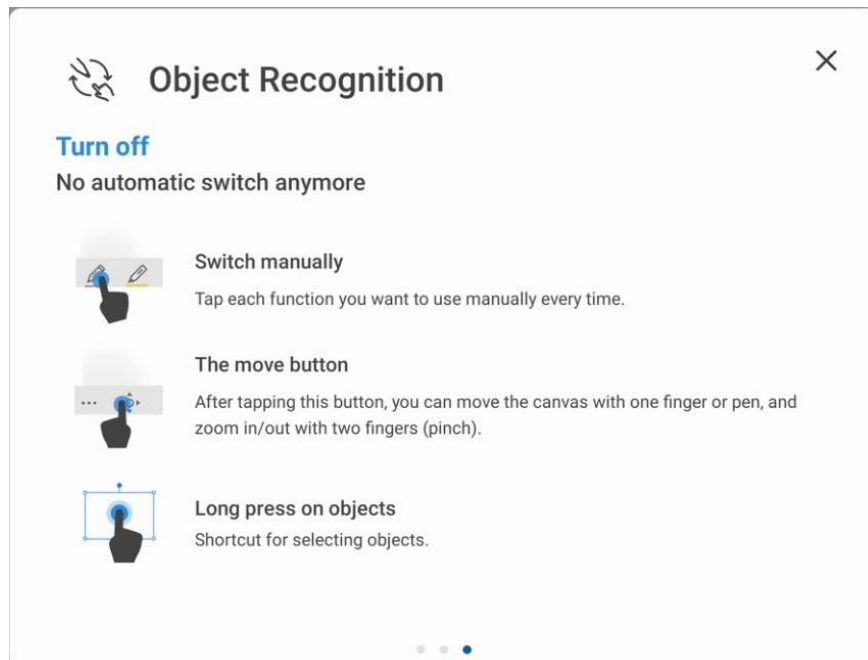 Object Recognition
Turn off
No automatic switch anymore
Switch manually
Tap each function you want to use manually every time.
The move button
After tapping this button, you can move the canvas with one finger or pen, and
zoom in/out with two fingers (pinch).
Long press on objects
Shortcut for selecting objects.